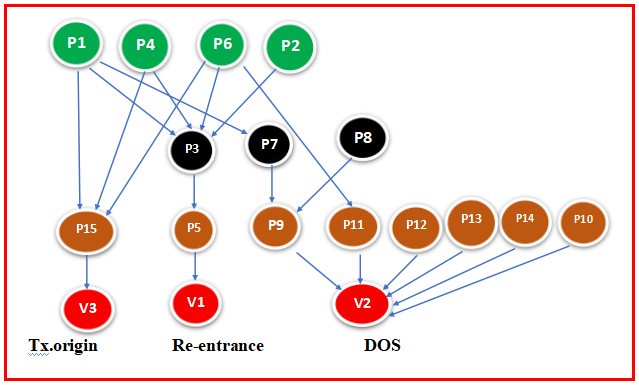 P1 P4 P6 P2
P3 P7 P8
P15 P5 P9 P11 P12 P13 P14 P10
V3 V1 V2
Tx.origin Re-entrance DOS